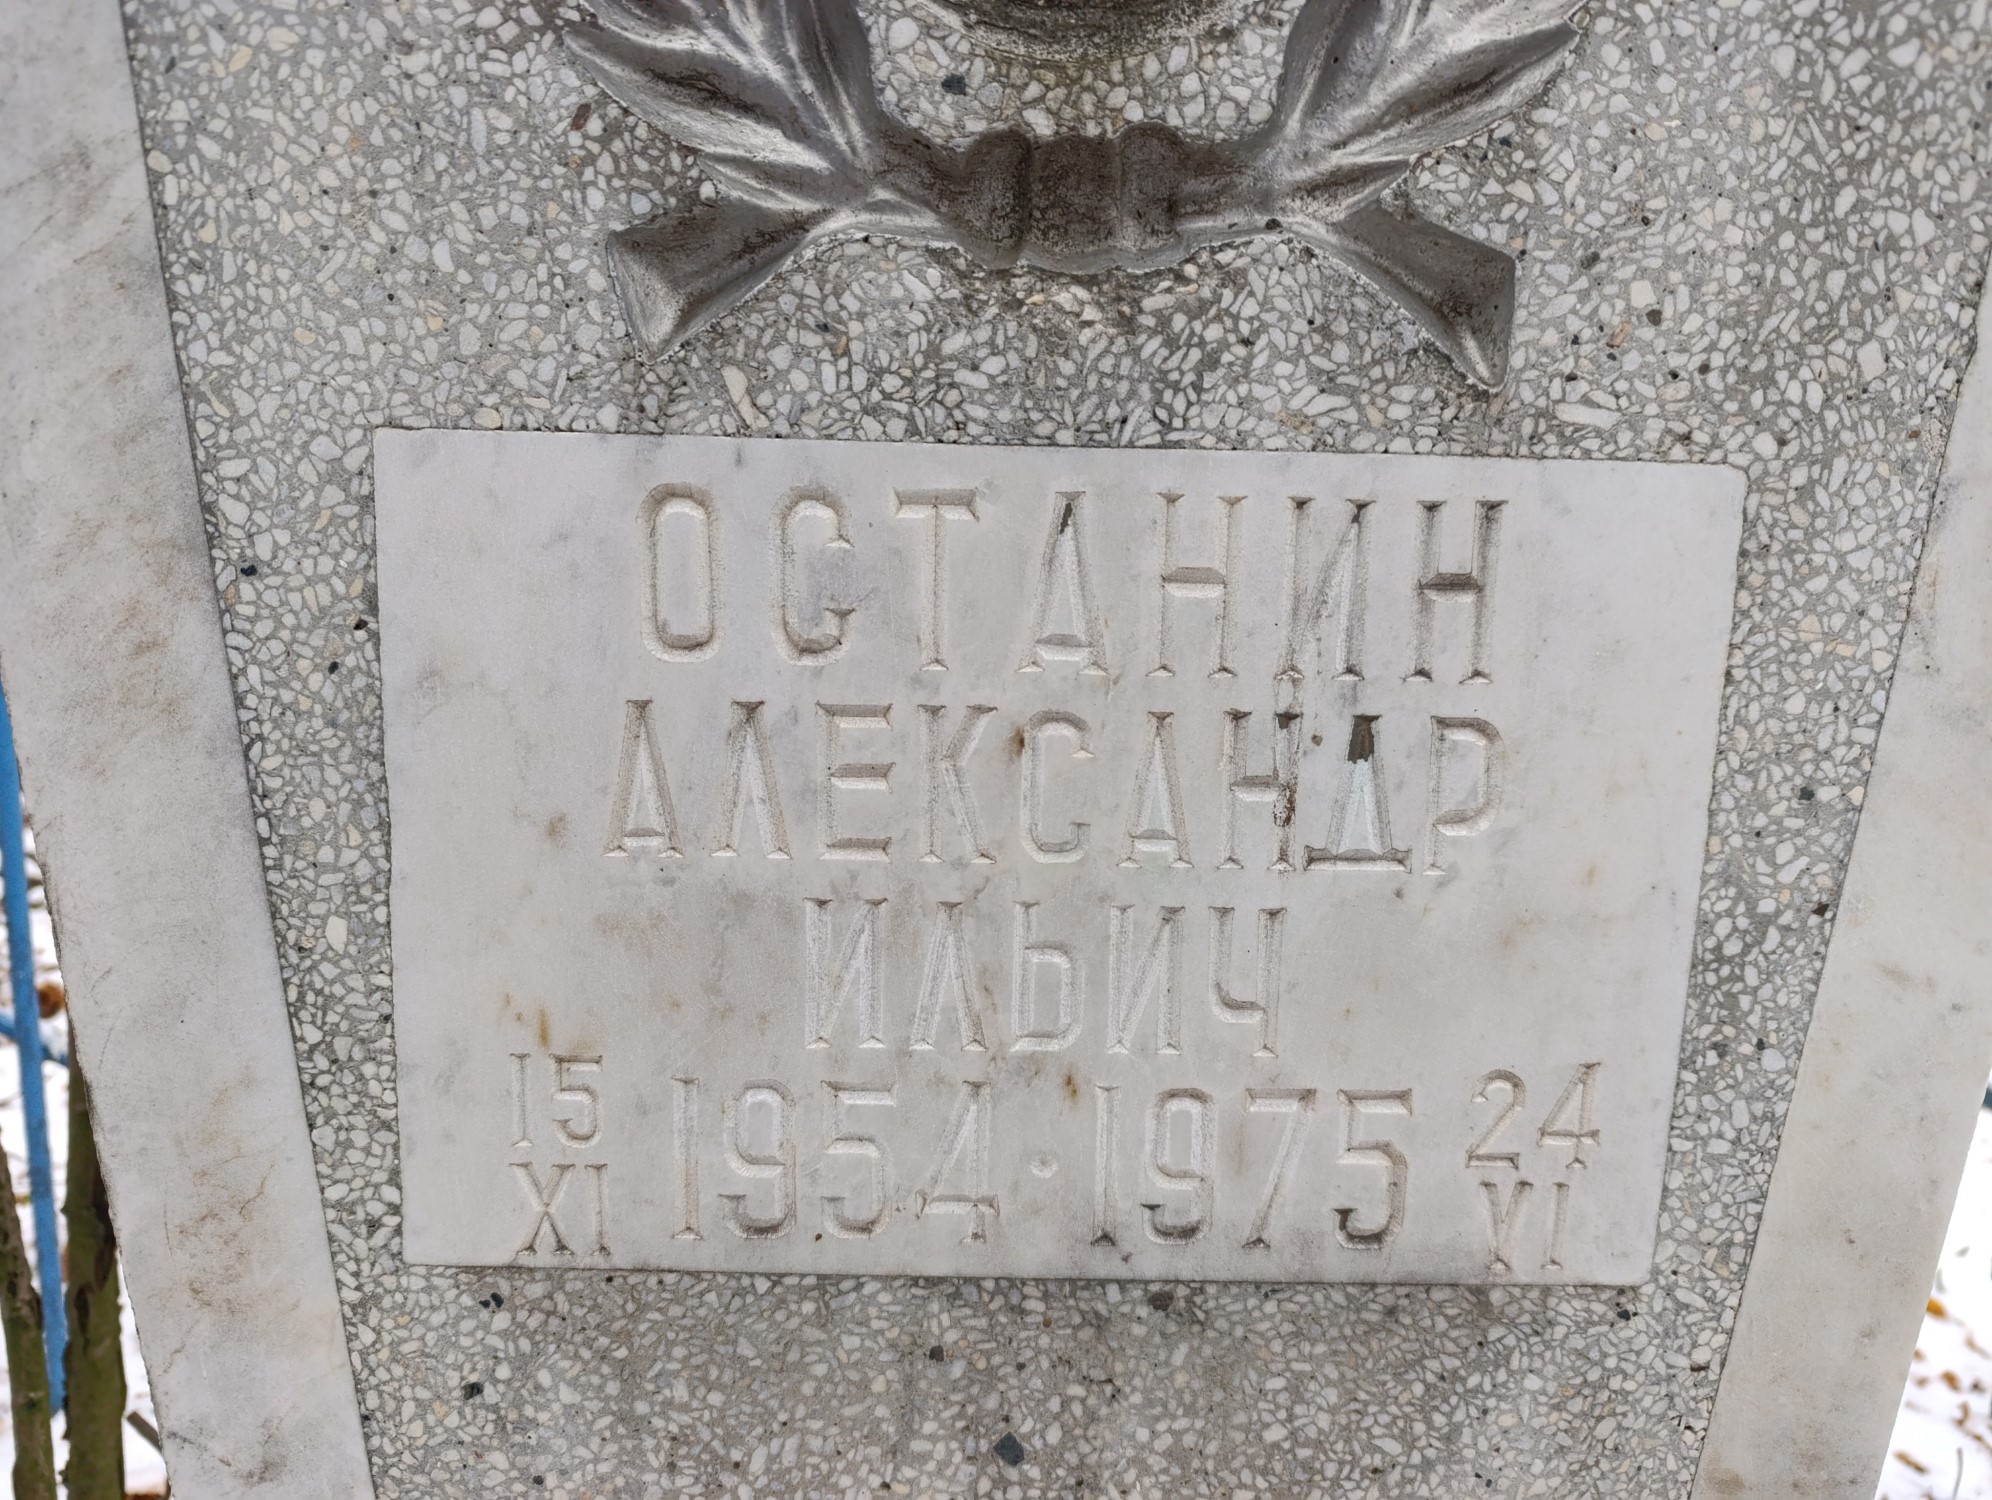 ОСТАНИН
АЛЕКСАНДР
ИЛЬИЧ
15 XI 1954 · 1975 24 VI